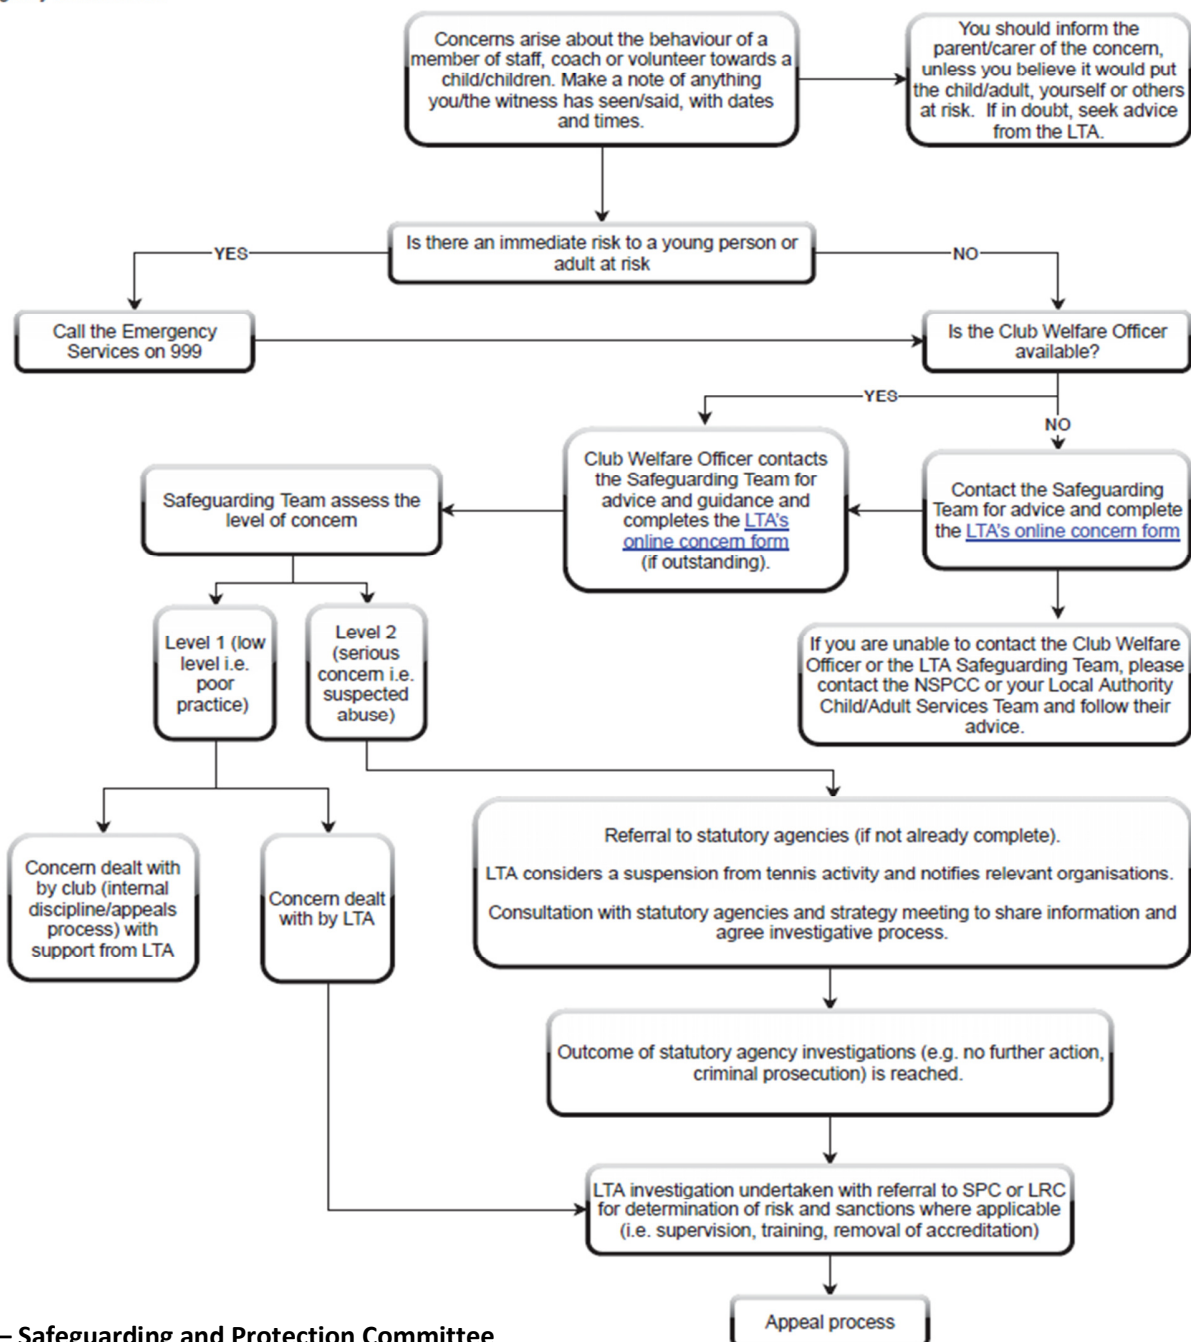 Concerns arise about the behaviour of a
member of staff, coach or volunteer towards a
child/children. Make a note of anything
you/the witness has seen/said, with dates
and times.
You should inform the
parent/carer of the concern,
unless you believe it would put
the child/adult, yourself or others
at risk. If in doubt, seek advice
from the LTA.
Is there an immediate risk to a young person or
adult at risk
YES
NO
Call the Emergency
Services on 999
Is the Club Welfare Officer
available?
YES
NO
Club Welfare Officer contacts
the Safeguarding Team for
advice and guidance and
completes the LTA's
online concern form
(if outstanding).
Contact the Safeguarding
Team for advice and complete
the LTA's online concern form
Safeguarding Team assess the
level of concern
Level 1 (low
level i.e.
poor
practice)
Level 2
(serious
concern i.e.
suspected
abuse)
If you are unable to contact the Club Welfare
Officer or the LTA Safeguarding Team, please
contact the NSPCC or your Local Authority
Child/Adult Services Team and follow their
advice.
Concern dealt with
by club (internal
discipline/appeals
process) with
support from LTA
Concern dealt
with by LTA
Referral to statutory agencies (if not already complete).
LTA considers a suspension from tennis activity and notifies relevant organisations.
Consultation with statutory agencies and strategy meeting to share information and
agree investigative process.
Outcome of statutory agency investigations (e.g. no further action,
criminal prosecution) is reached.
LTA investigation undertaken with referral to SPC or LRC
for determination of risk and sanctions where applicable
(i.e. supervision, training, removal of accreditation)
Appeal process
– Safeguarding and Protection Committee